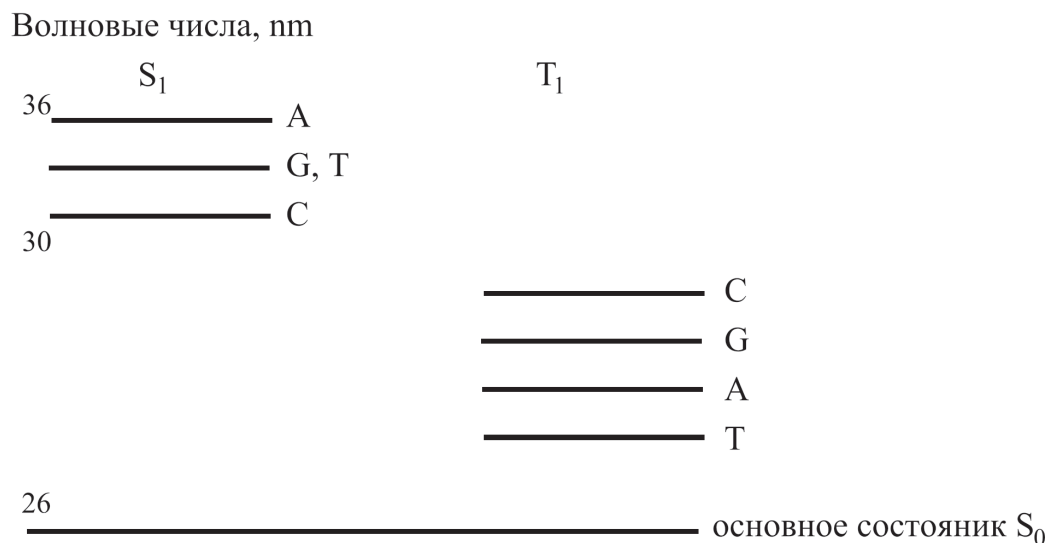 Волновые числа, nm
S₁ T₁
36
A
G, T
C
30
C
G
A
T
26
основное состояник S₀